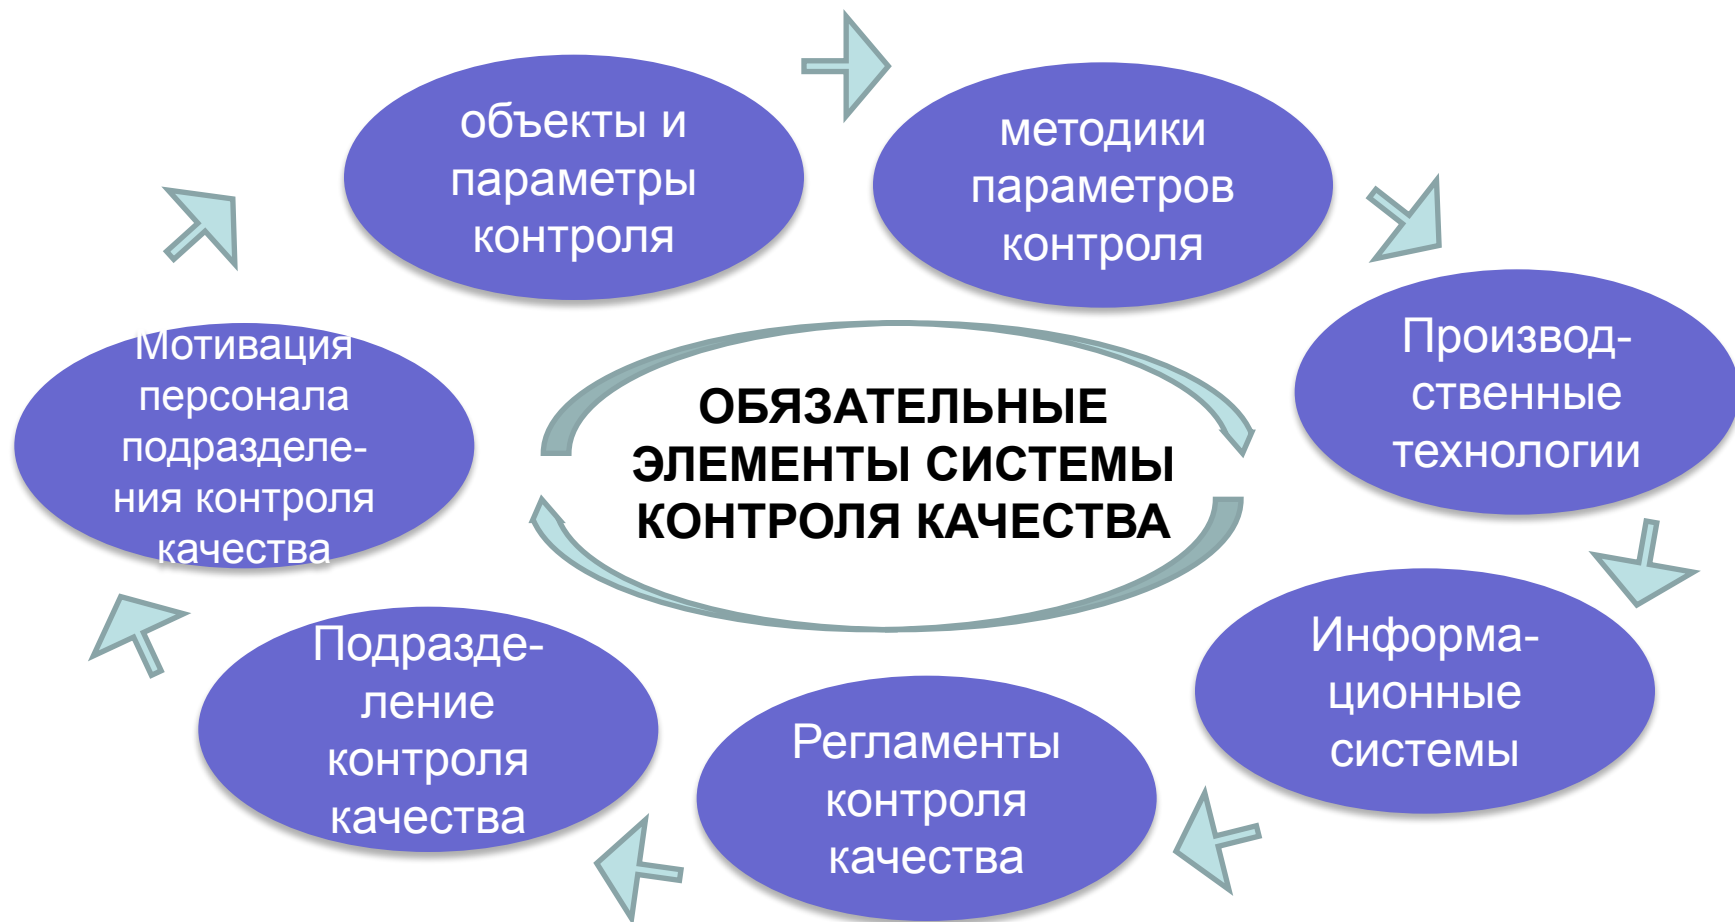 объекты и
параметры
контроля
методики
параметров
контроля
Производ-
ственные
технологии
Информа-
ционные
системы
Регламенты
контроля
качества
Подразде-
ление
контроля
качества
Мотивация
персонала
подразделе-
ния контроля
качества
ОБЯЗАТЕЛЬНЫЕ
ЭЛЕМЕНТЫ СИСТЕМЫ
КОНТРОЛЯ КАЧЕСТВА